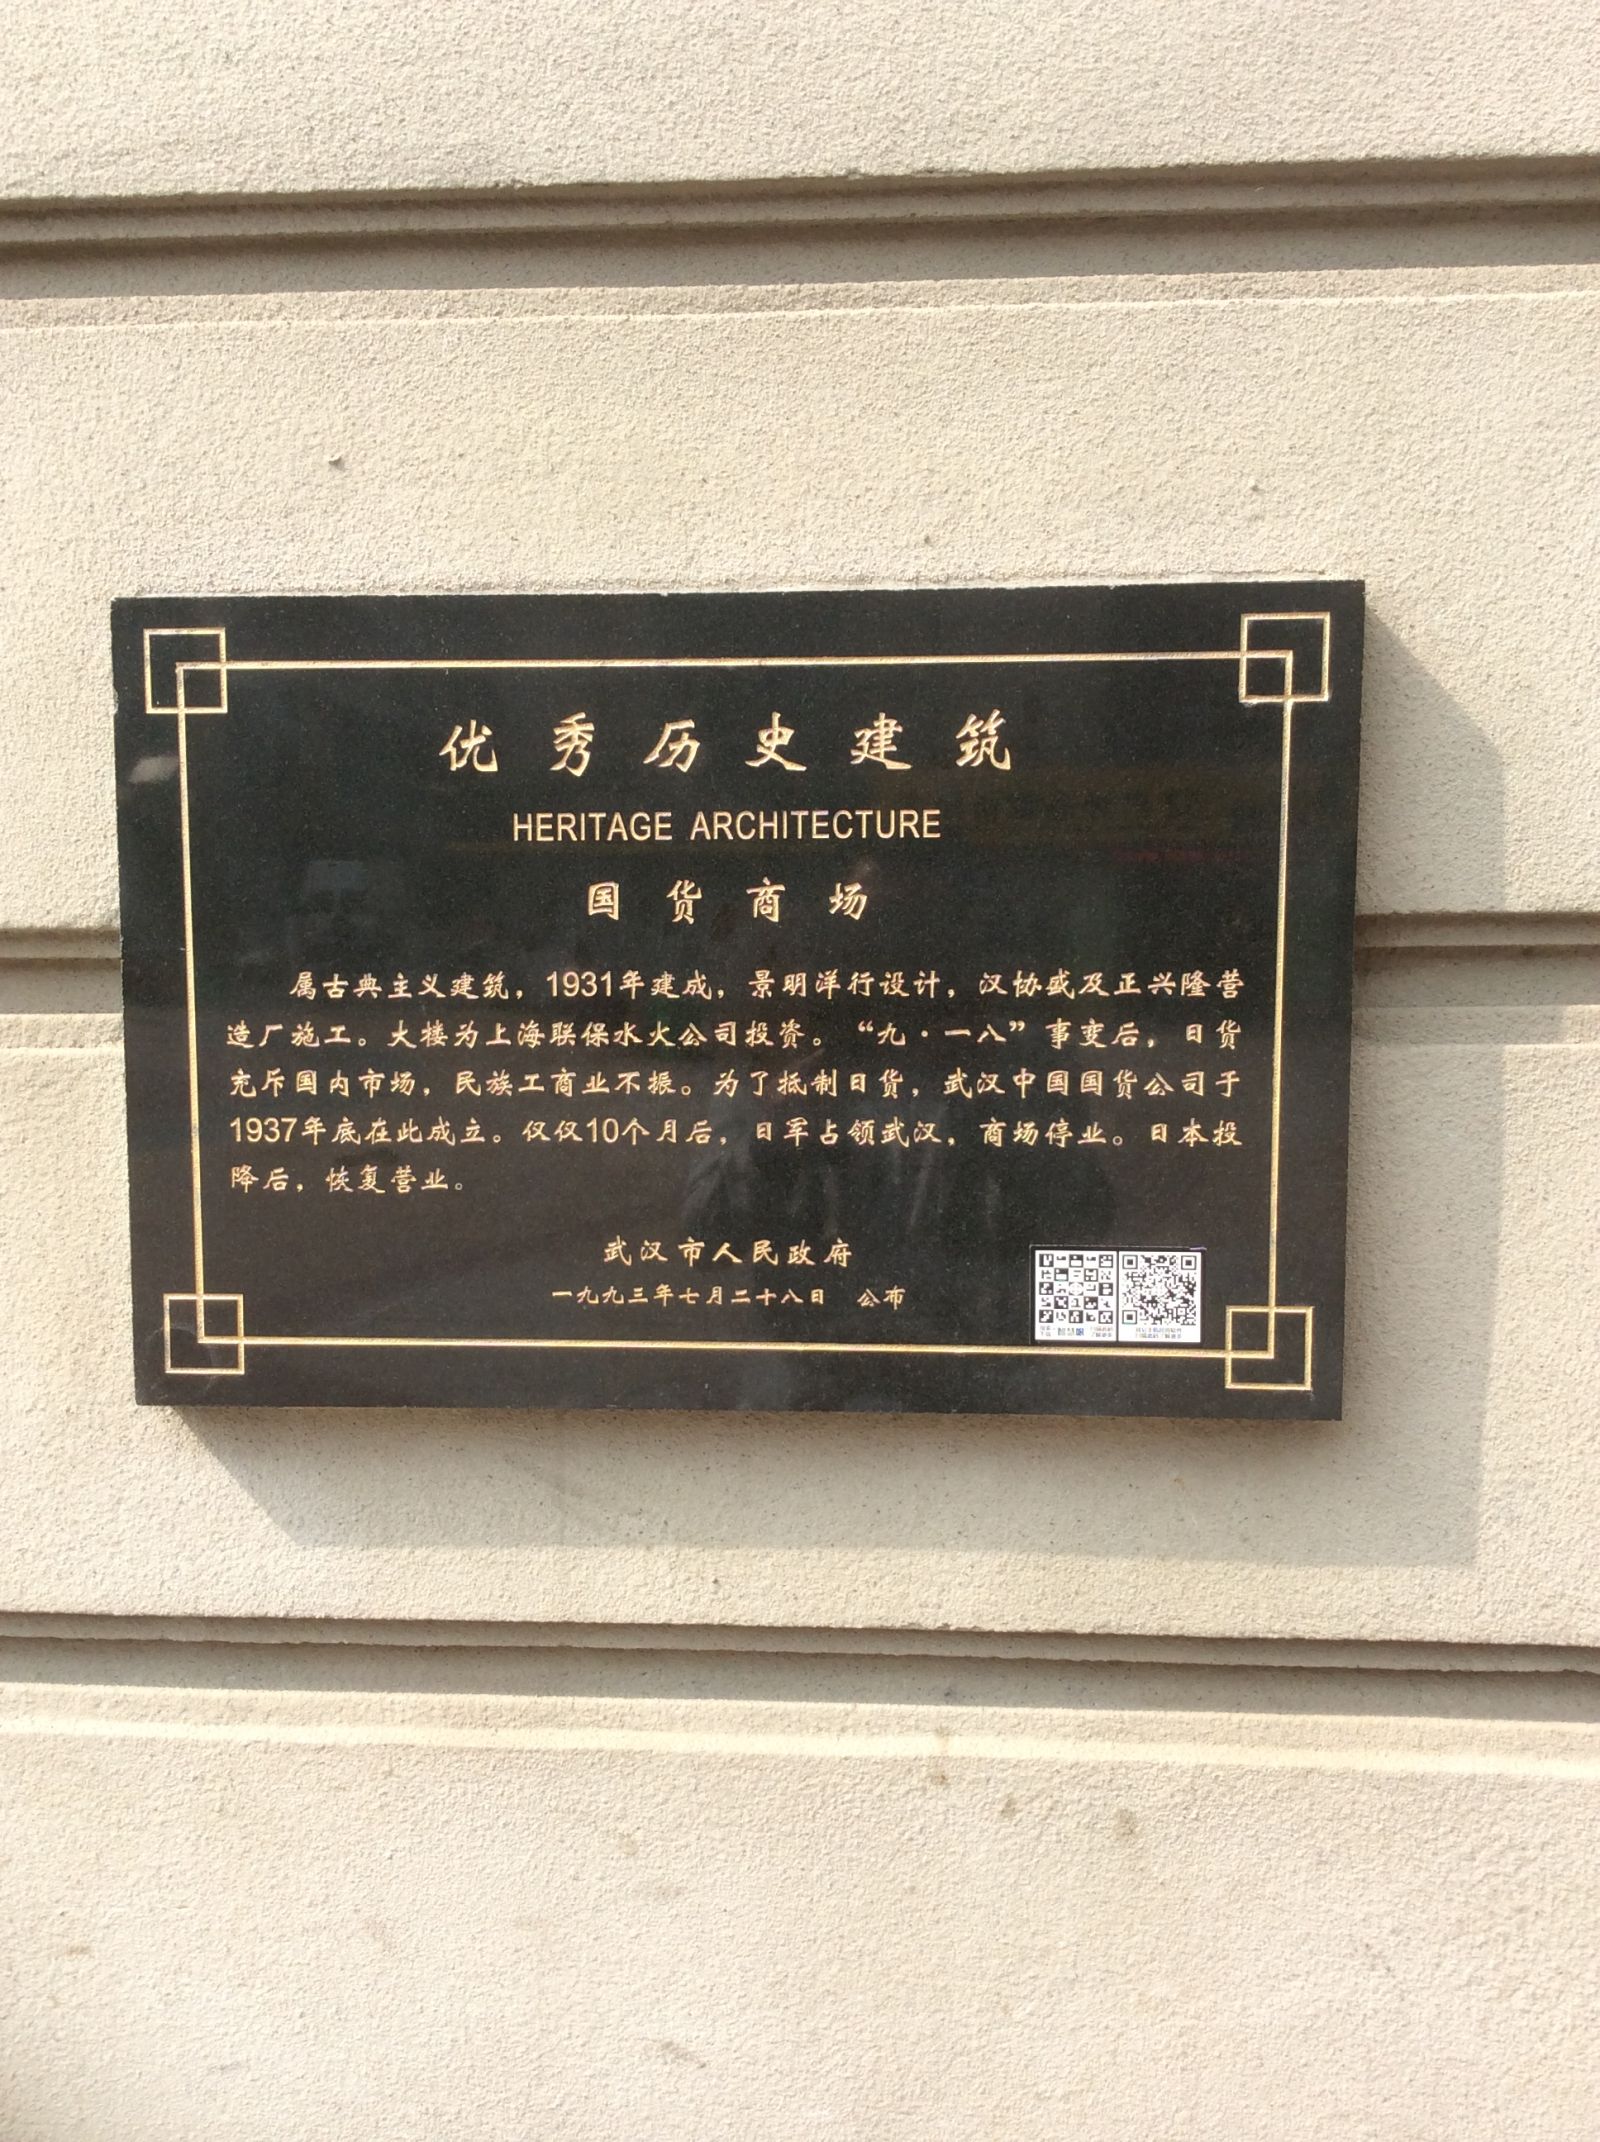 优秀历史建筑
HERITAGE ARCHITECTURE
国货商场
属古典主义建筑，1931年建成，景明洋行设计，汉协盛及正兴隆营
造厂施工。大楼为上海联保水火公司投资。“九·一八”事变后，日货
充斥国内市场，民族工商业不振。为了抵制日货，武汉中国国货公司于
1937年底在此成立。仅仅10个月后，日军占领武汉，商场停业。日本投
降后，恢复营业。
武汉市人民政府
一九九三年七月二十八日 公布